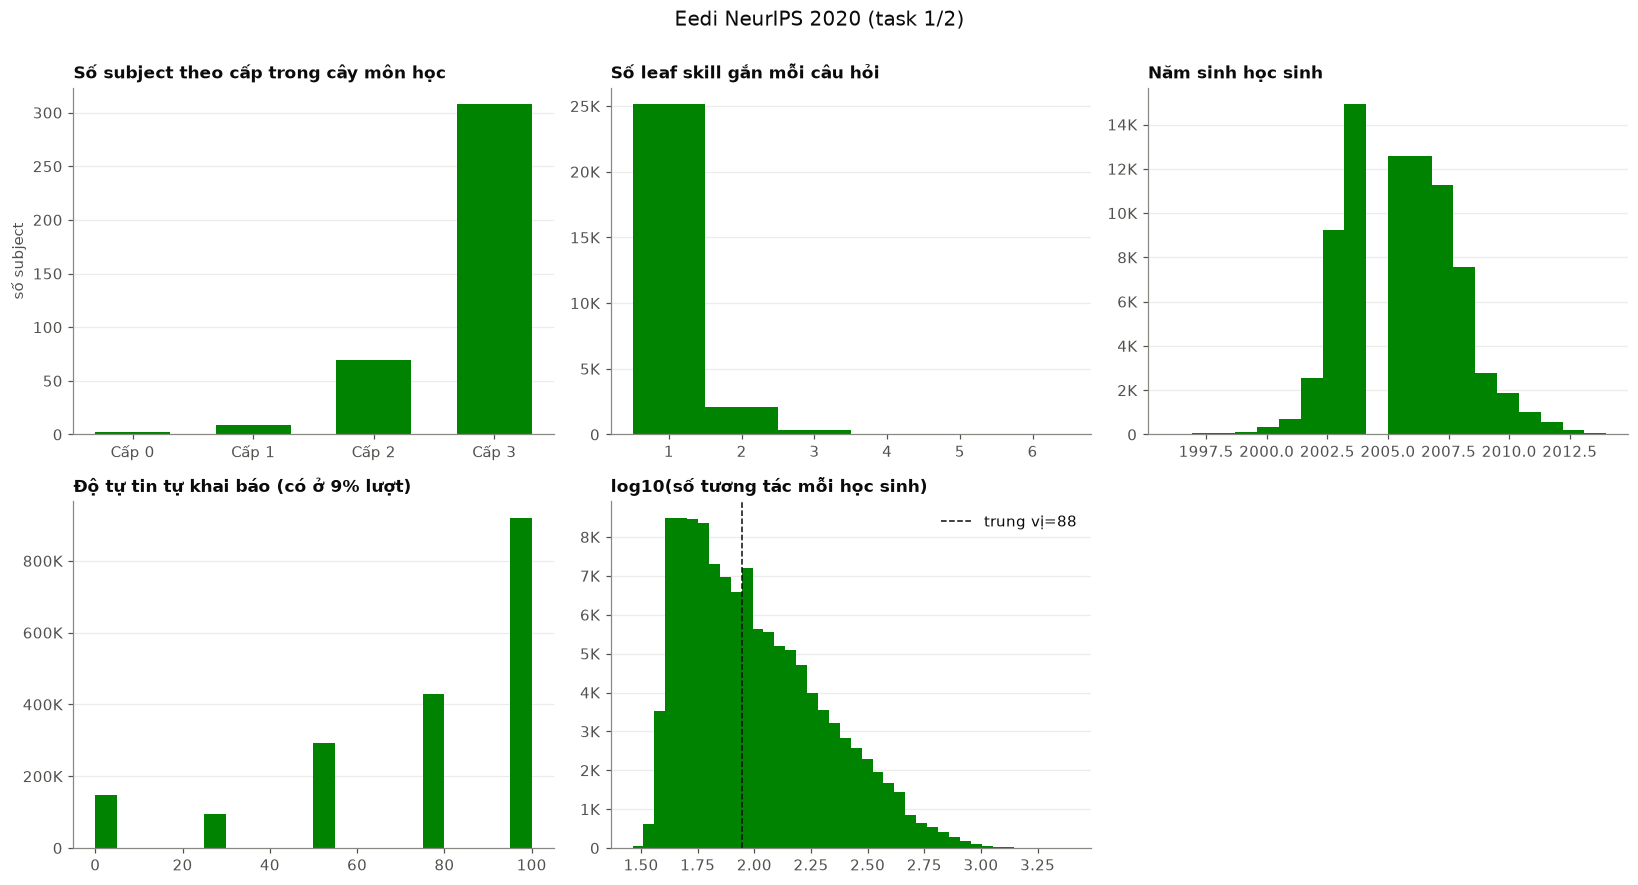 Eedi NeurIPS 2020 (task 1/2)
Số subject theo cấp trong cây môn học
số subject
300
250
200
150
100
50
0
Cấp 0 Cấp 1 Cấp 2 Cấp 3
Số leaf skill gắn mỗi câu hỏi
25K
20K
15K
10K
5K
0
1 2 3 4 5 6
Năm sinh học sinh
14K
12K
10K
8K
6K
4K
2K
0
1997.5 2000.0 2002.5 2005.0 2007.5 2010.0 2012.5
Độ tự tin tự khai báo (có ở 9% lượt)
800K
600K
400K
200K
0
0 20 40 60 80 100
log10(số tương tác mỗi học sinh)
trung vị=88
8K
7K
6K
5K
4K
3K
2K
1K
0
1.50 1.75 2.00 2.25 2.50 2.75 3.00 3.25